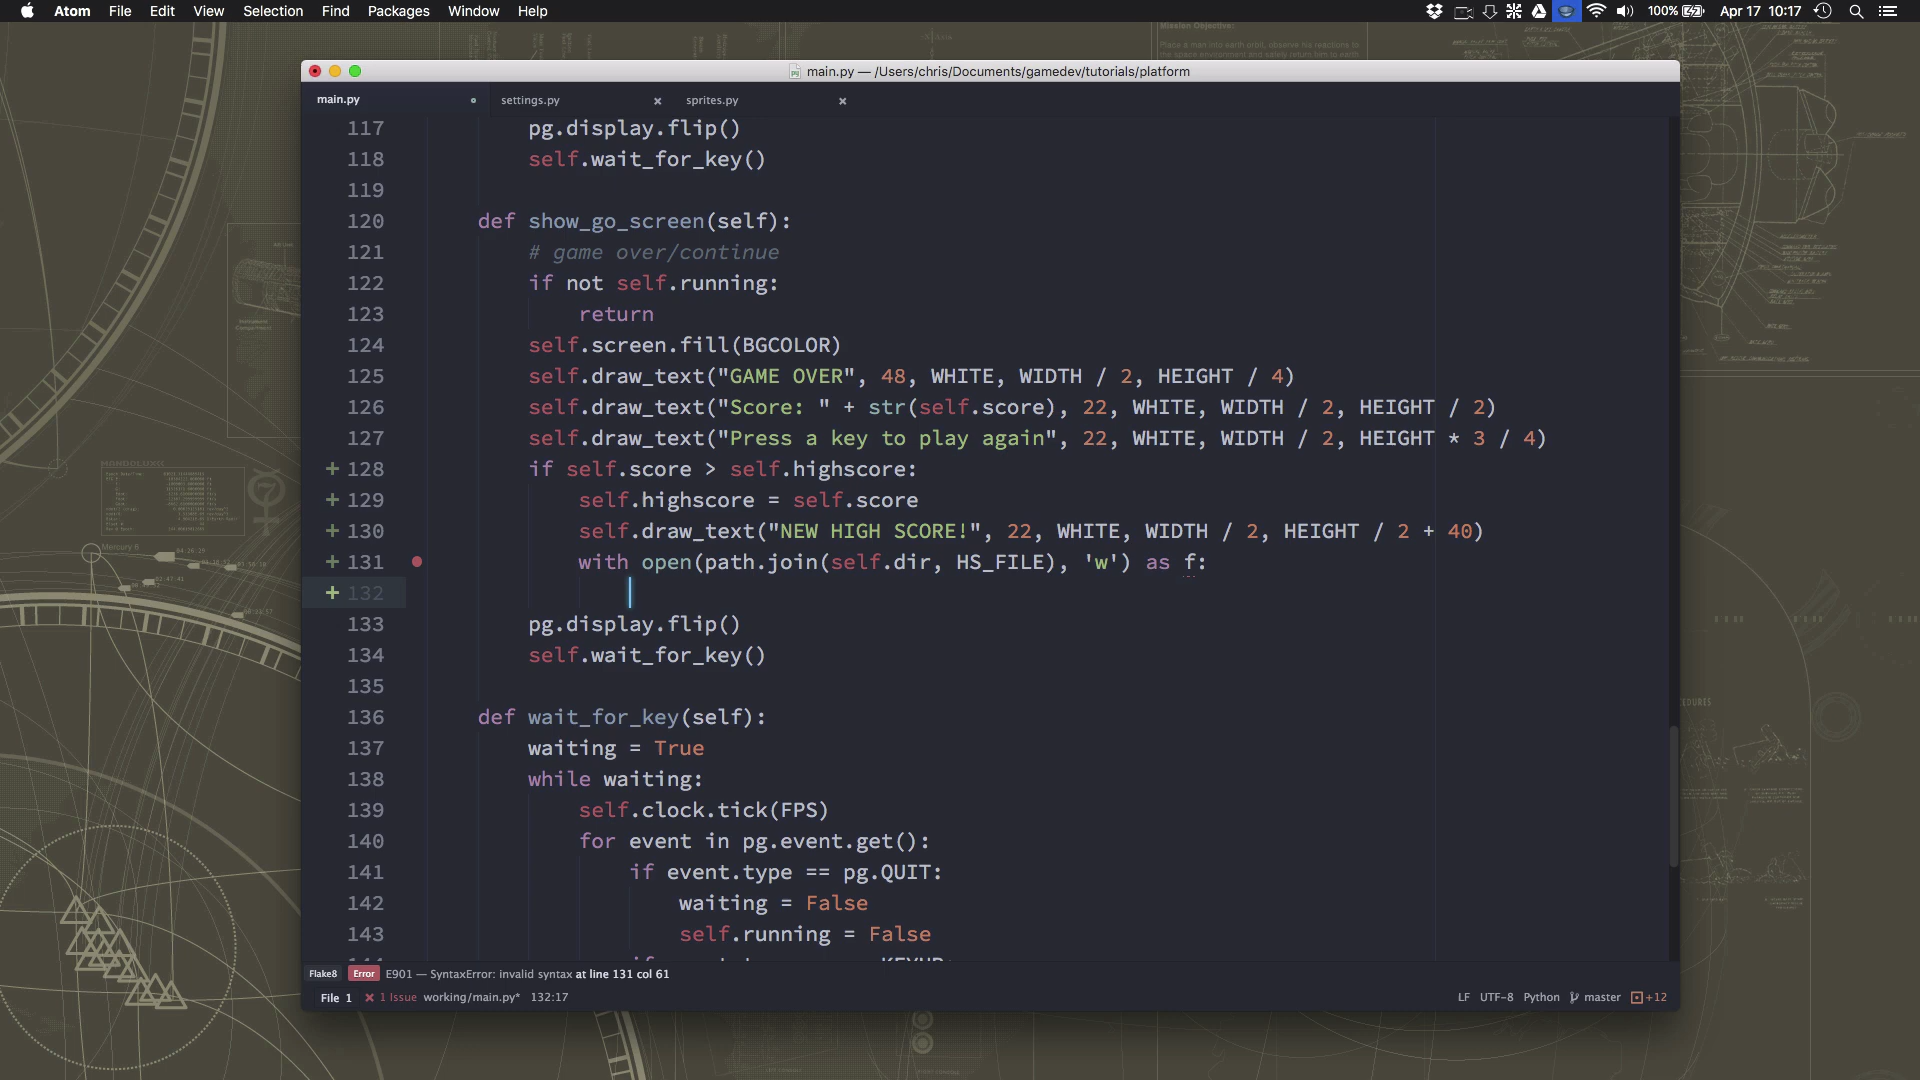 Atom File Edit View Selection Find Packages Window Help 100% Apr 17 10:17
main.py — /Users/chris/Documents/gamedev/tutorials/platform
main.py settings.py sprites.py
117 pg.display.flip()
118 self.wait_for_key()
119
120 def show_go_screen(self):
121 # game over/continue
122 if not self.running:
123 return
124 self.screen.fill(BGCOLOR)
125 self.draw_text("GAME OVER", 48, WHITE, WIDTH / 2, HEIGHT / 4)
126 self.draw_text("Score: " + str(self.score), 22, WHITE, WIDTH / 2, HEIGHT / 2)
127 self.draw_text("Press a key to play again", 22, WHITE, WIDTH / 2, HEIGHT * 3 / 4)
+ 128 if self.score > self.highscore:
+ 129 self.highscore = self.score
+ 130 self.draw_text("NEW HIGH SCORE!", 22, WHITE, WIDTH / 2, HEIGHT / 2 + 40)
+ 131 with open(path.join(self.dir, HS_FILE), 'w') as f:
+ 132
133 pg.display.flip()
134 self.wait_for_key()
135
136 def wait_for_key(self):
137 waiting = True
138 while waiting:
139 self.clock.tick(FPS)
140 for event in pg.event.get():
141 if event.type == pg.QUIT:
142 waiting = False
143 self.running = False
Flake8 Error E901 — SyntaxError: invalid syntax at line 131 col 61
File 1 1 Issue working/main.py* 132:17 LF UTF-8 Python master +12